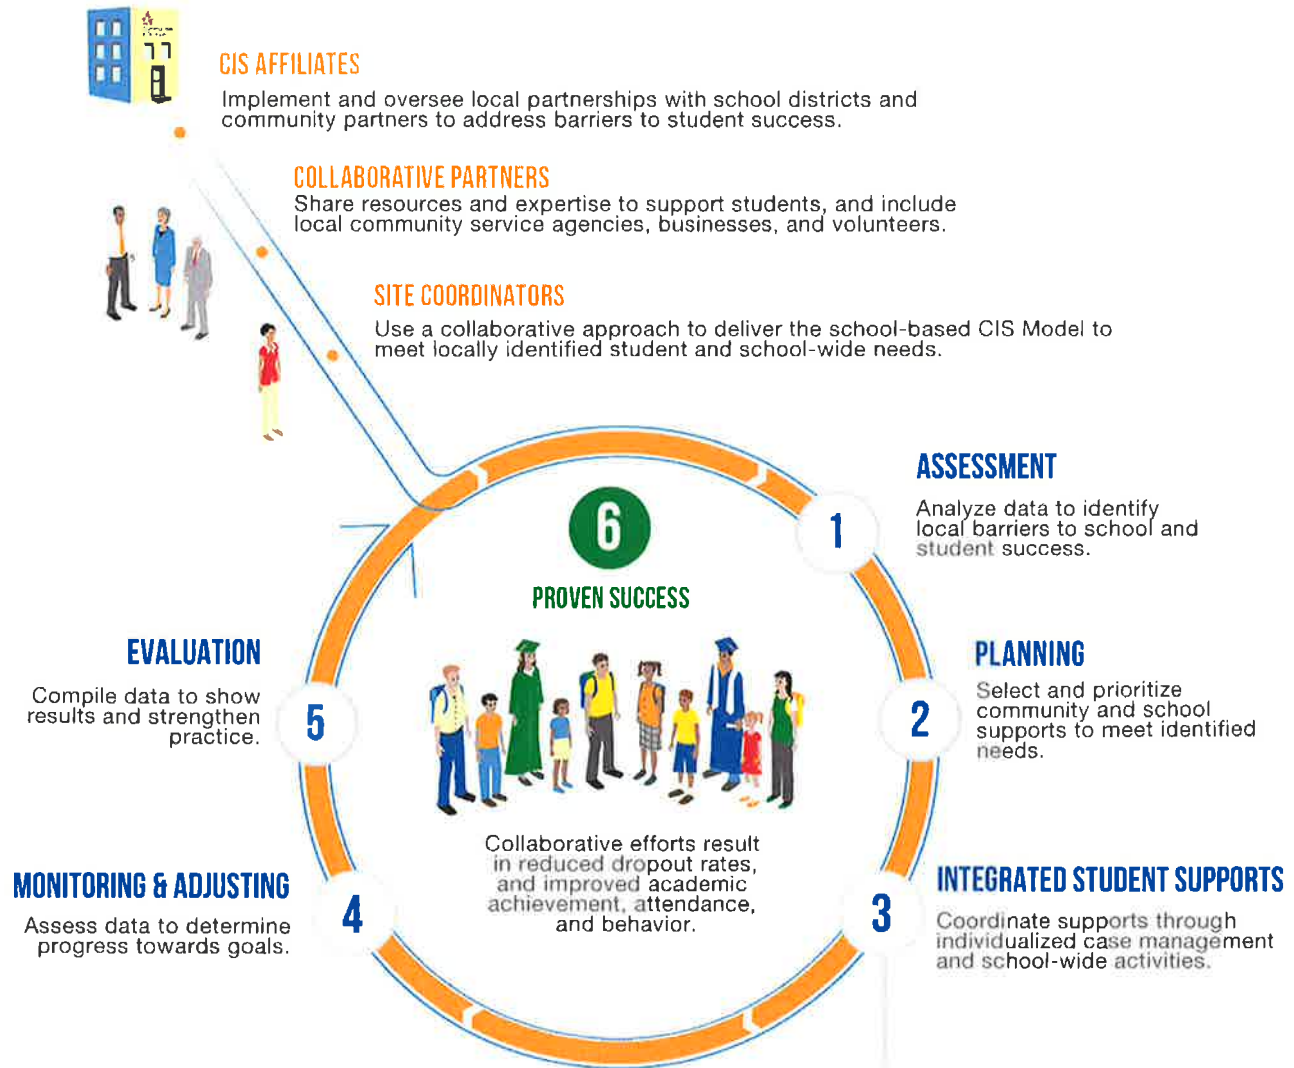 CIS AFFILIATES
Implement and oversee local partnerships with school districts and
community partners to address barriers to student success.
COLLABORATIVE PARTNERS
Share resources and expertise to support students, and include
local community service agencies, businesses, and volunteers.
SITE COORDINATORS
Use a collaborative approach to deliver the school-based CIS Model to
meet locally identified student and school-wide needs.
1
ASSESSMENT
Analyze data to identify
local barriers to school and
student success.
2
PLANNING
Select and prioritize
community and school
supports to meet identified
needs.
3
INTEGRATED STUDENT SUPPORTS
Coordinate supports through
individualized case management
and school-wide activities.
4
MONITORING & ADJUSTING
Assess data to determine
progress towards goals.
5
EVALUATION
Compile data to show
results and strengthen
practice.
6
PROVEN SUCCESS
Collaborative efforts result
in reduced dropout rates,
and improved academic
achievement, attendance,
and behavior.